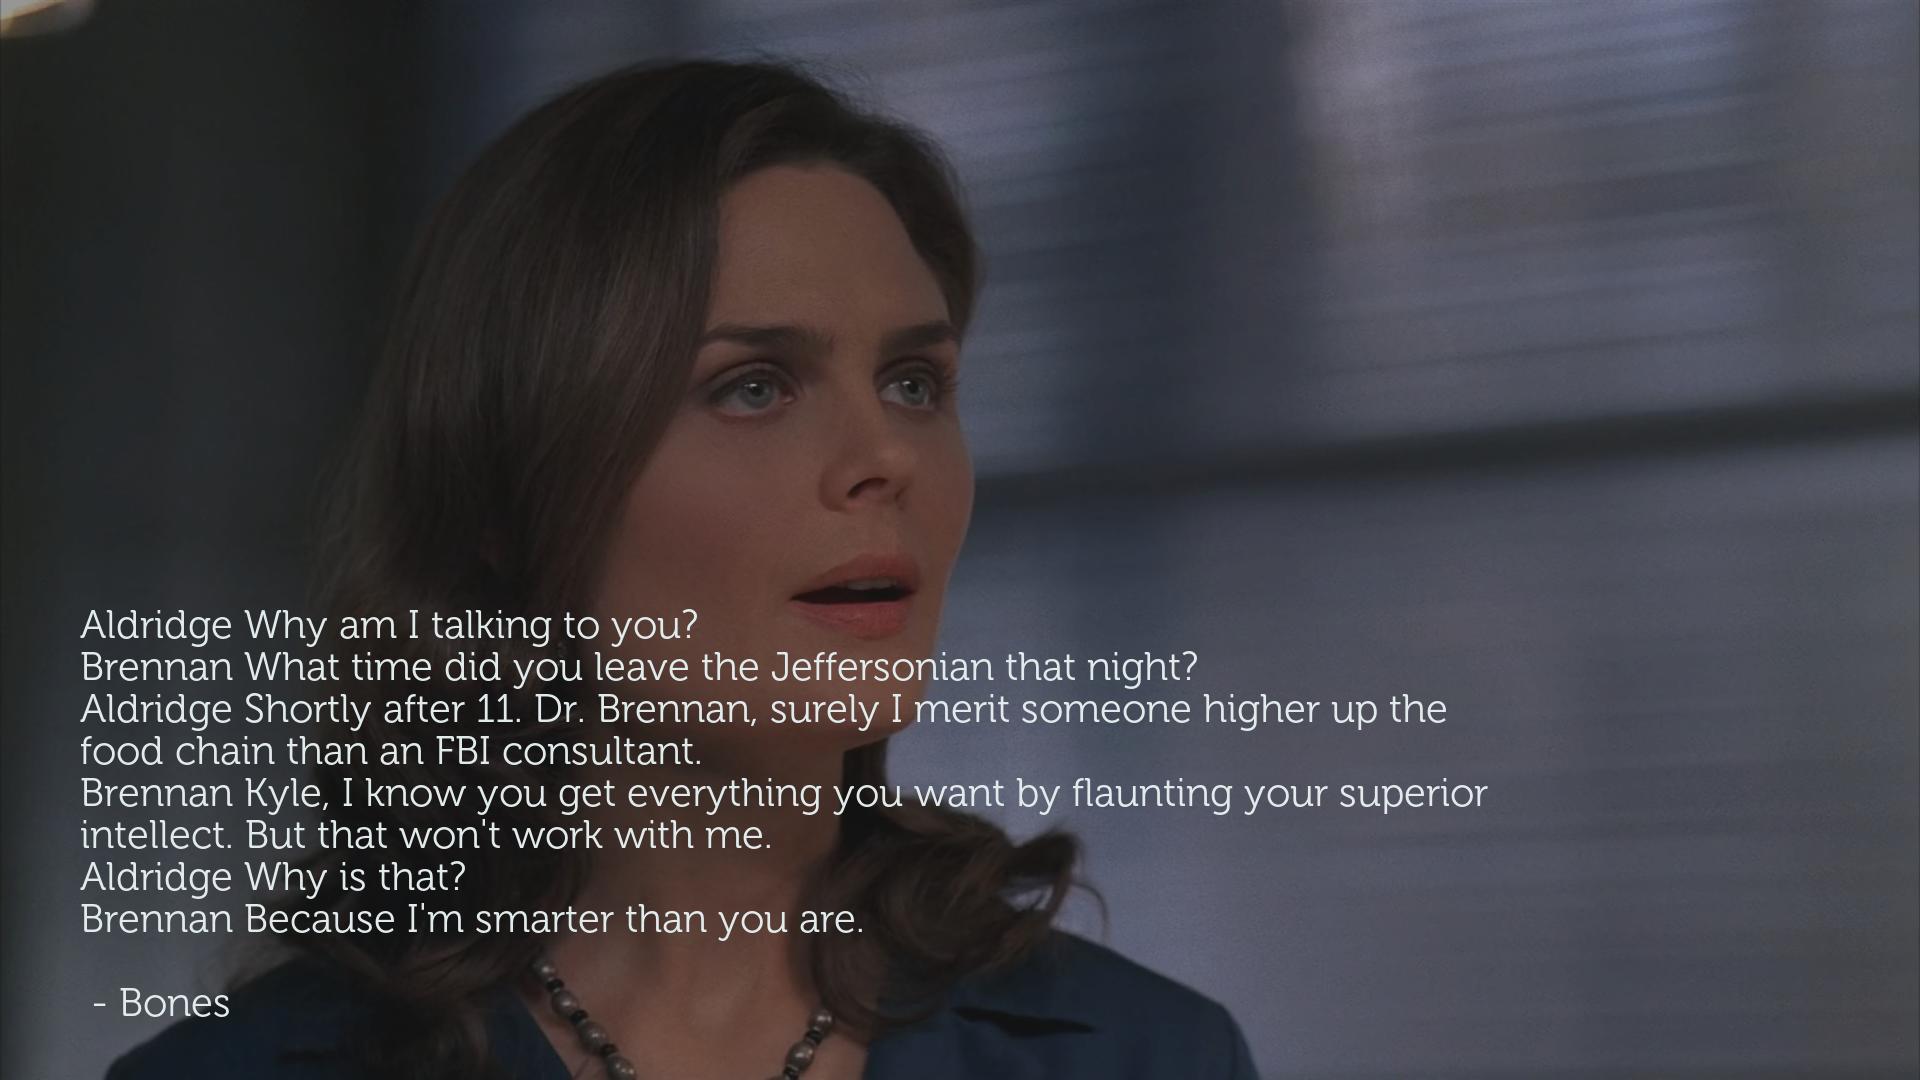 Aldridge Why am I talking to you?
Brennan What time did you leave the Jeffersonian that night?
Aldridge Shortly after 11. Dr. Brennan, surely I merit someone higher up the
food chain than an FBI consultant.
Brennan Kyle, I know you get everything you want by flaunting your superior
intellect. But that won't work with me.
Aldridge Why is that?
Brennan Because I'm smarter than you are.
- Bones